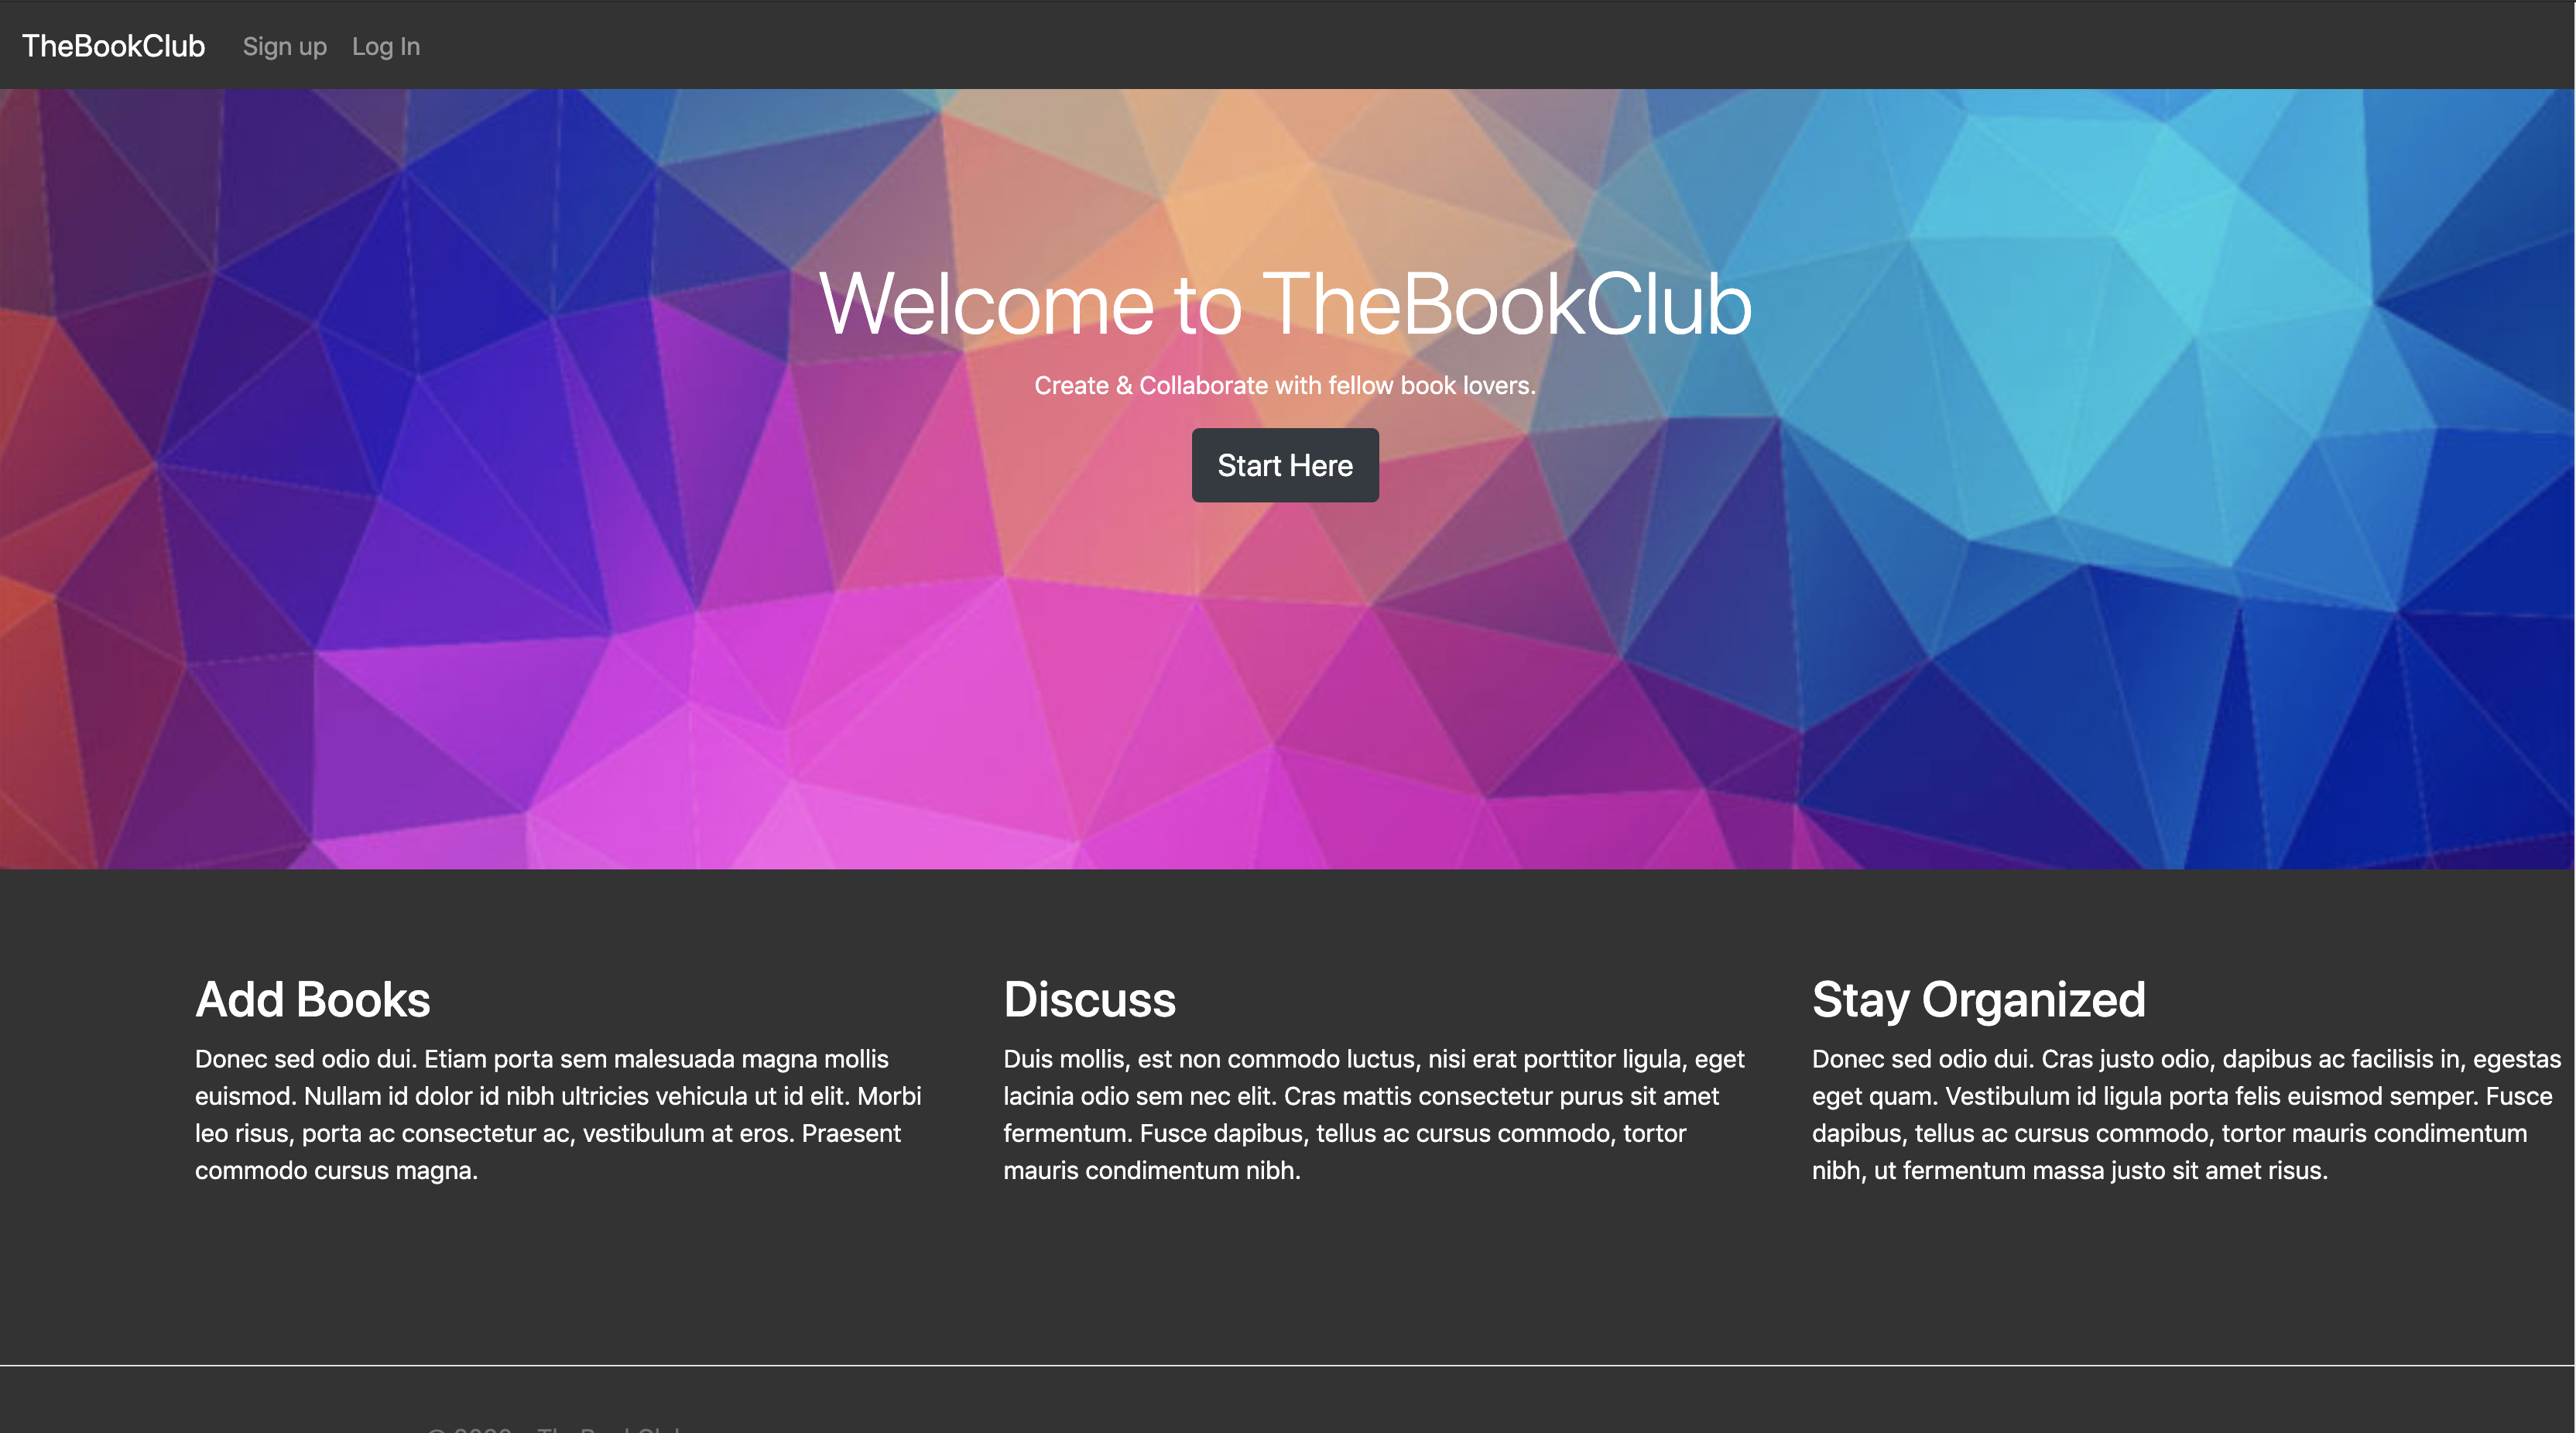 TheBookClub Sign up Log In
Welcome to TheBookClub
Create & Collaborate with fellow book lovers.
Start Here
Add Books
Donec sed odio dui. Etiam porta sem malesuada magna mollis
euismod. Nullam id dolor id nibh ultricies vehicula ut id elit. Morbi
leo risus, porta ac consectetur ac, vestibulum at eros. Praesent
commodo cursus magna.
Discuss
Duis mollis, est non commodo luctus, nisi erat porttitor ligula, eget
lacinia odio sem nec elit. Cras mattis consectetur purus sit amet
fermentum. Fusce dapibus, tellus ac cursus commodo, tortor
mauris condimentum nibh.
Stay Organized
Donec sed odio dui. Cras justo odio, dapibus ac facilisis in, egestas
eget quam. Vestibulum id ligula porta felis euismod semper. Fusce
dapibus, tellus ac cursus commodo, tortor mauris condimentum
nibh, ut fermentum massa justo sit amet risus.